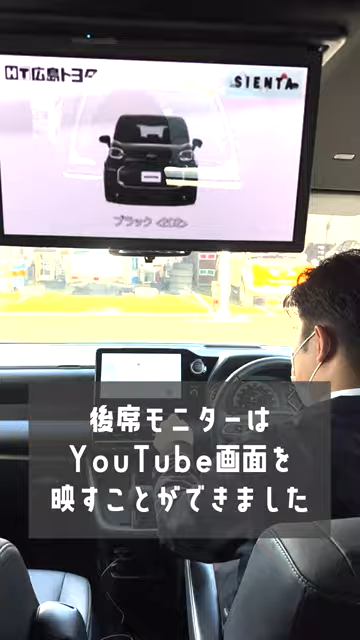 HT広島トヨタ
SIENTA
ブラック <202>
後席モニターは
YouTube画面を
映すことができました